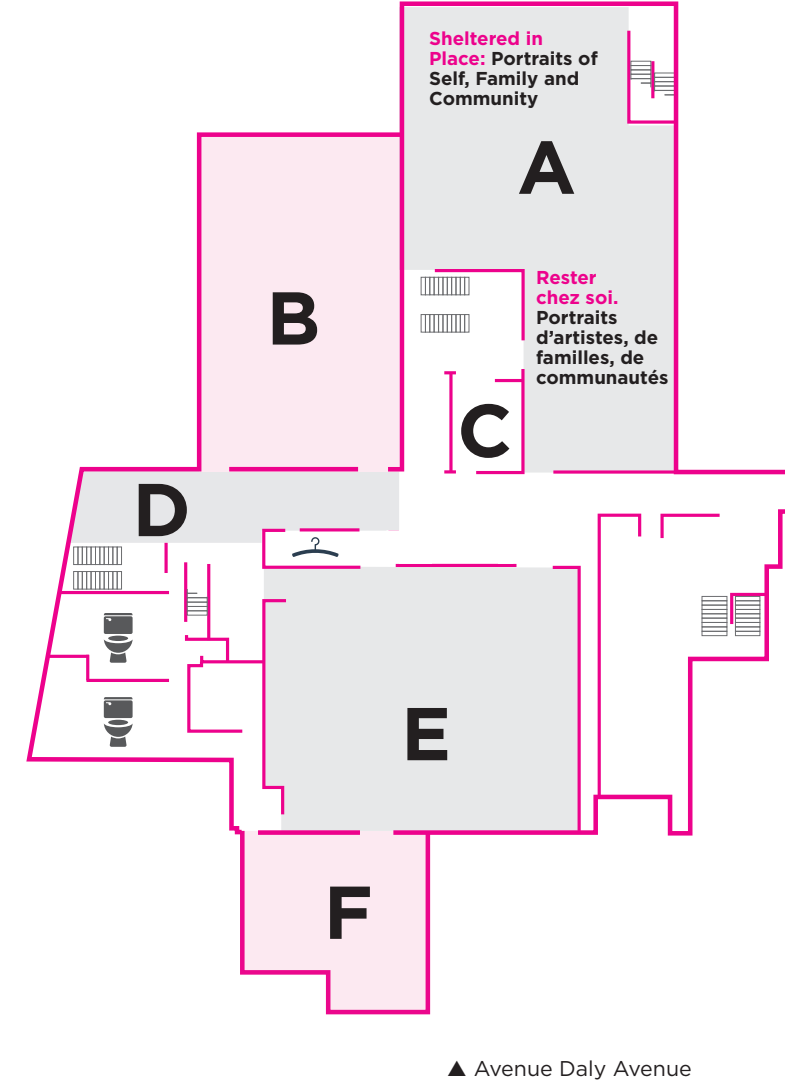 Sheltered in
Place: Portraits of
Self, Family and
Community
A
B
Rester
chez soi.
Portraits
d’artistes, de
familles, de
communautés
C
D
E
F
▲ Avenue Daly Avenue